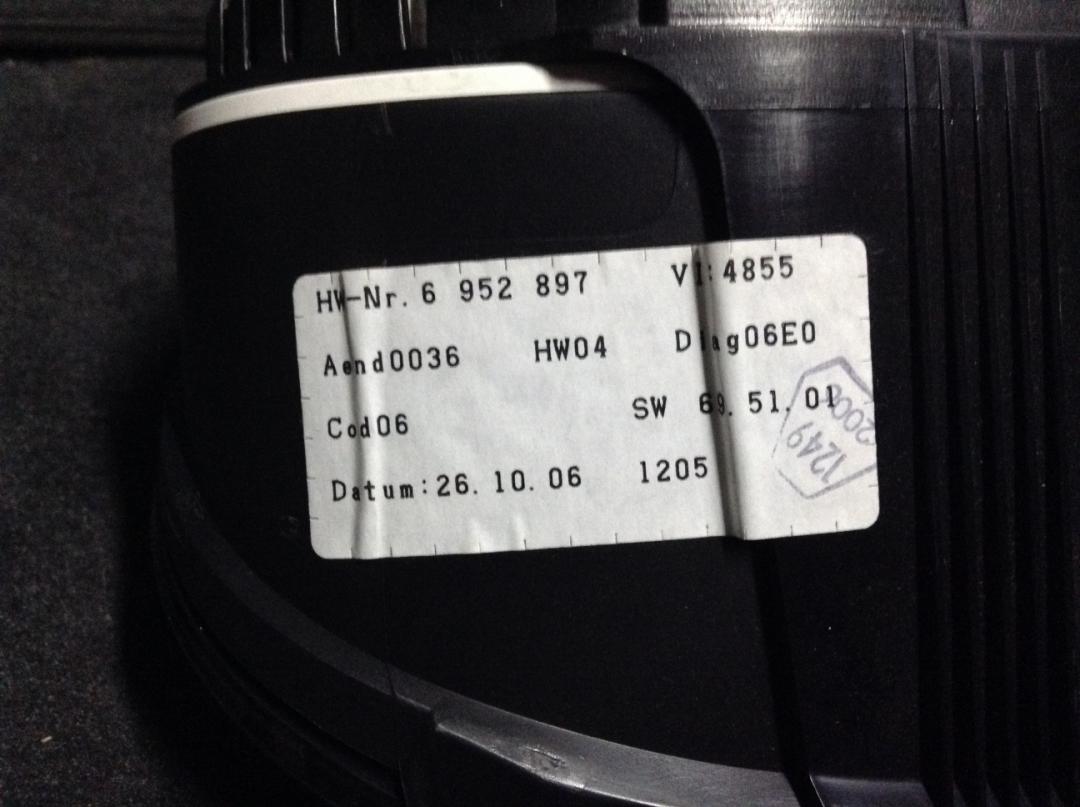 HW-Nr. 6 952 897 VI:4855
Aend0036 HW04 Diag06E0
Cod06 SW 69.51.01
Datum:26.10.06 1205
1249